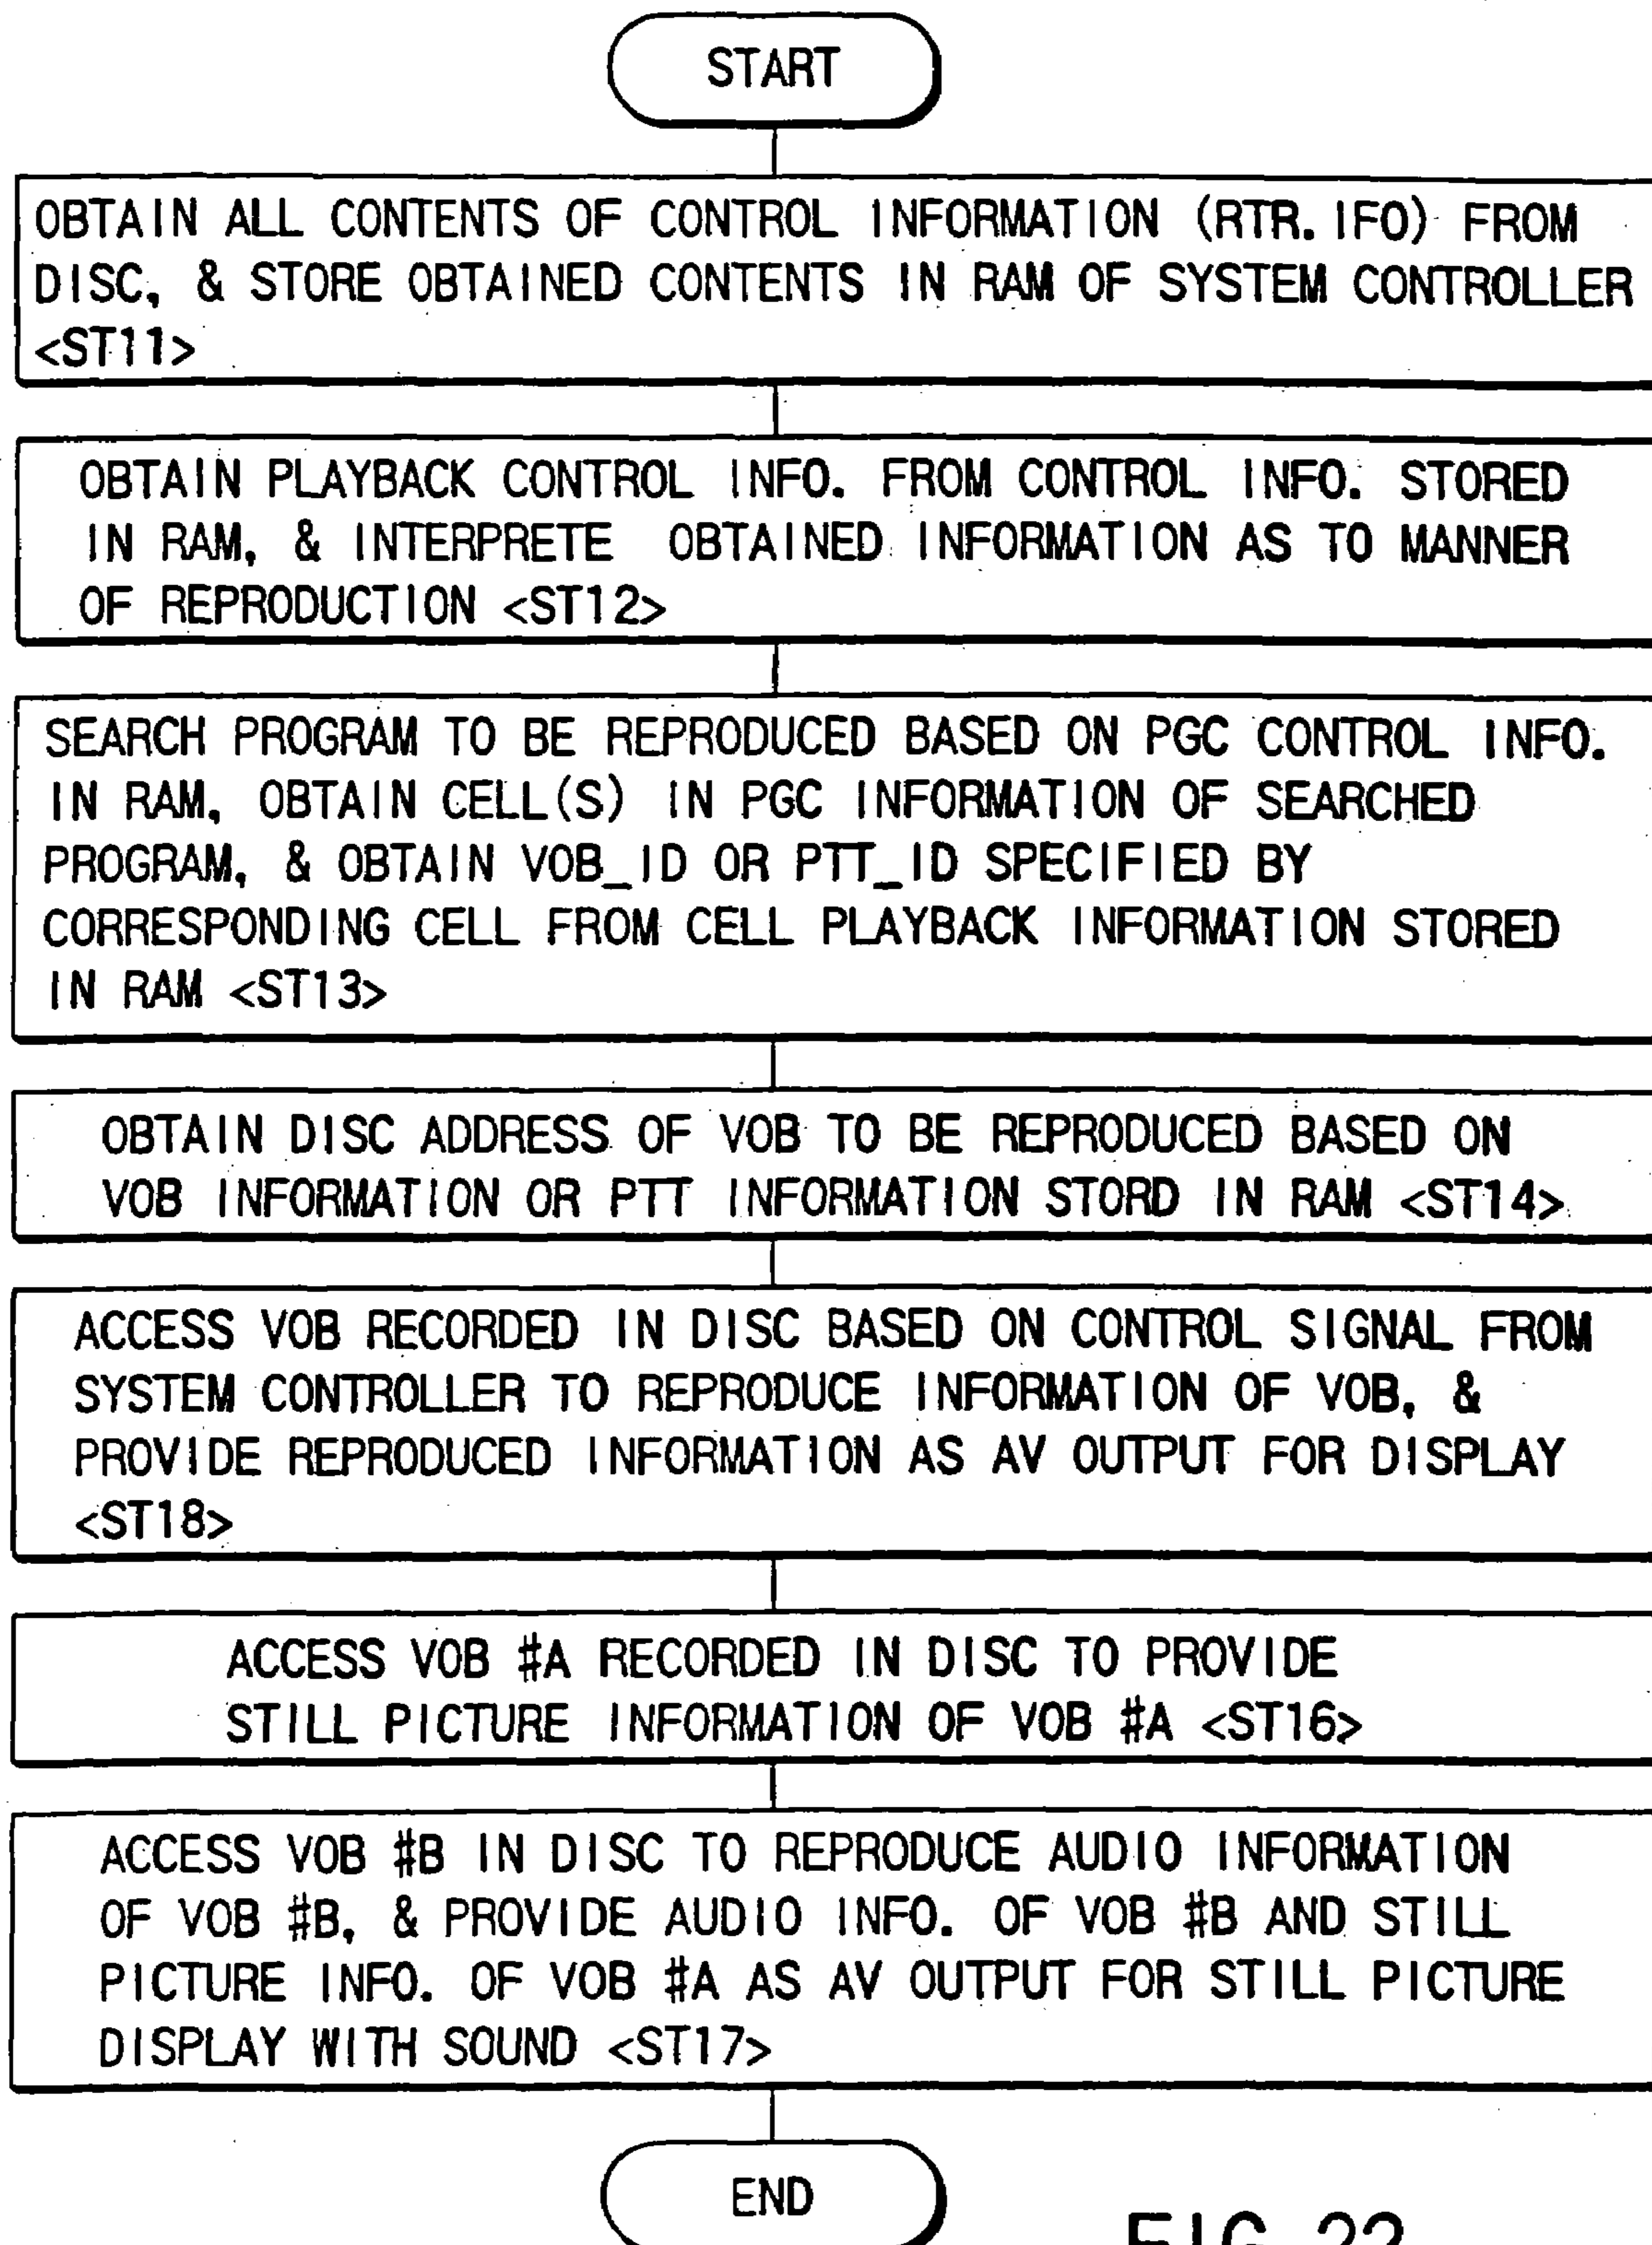 START
OBTAIN ALL CONTENTS OF CONTROL INFORMATION (RTR.IFO) FROM
DISC, & STORE OBTAINED CONTENTS IN RAM OF SYSTEM CONTROLLER
<ST11>
OBTAIN PLAYBACK CONTROL INFO. FROM CONTROL INFO. STORED
IN RAM, & INTERPRETE OBTAINED INFORMATION AS TO MANNER
OF REPRODUCTION <ST12>
SEARCH PROGRAM TO BE REPRODUCED BASED ON PGC CONTROL INFO.
IN RAM, OBTAIN CELL(S) IN PGC INFORMATION OF SEARCHED
PROGRAM, & OBTAIN VOB_ID OR PTT_ID SPECIFIED BY
CORRESPONDING CELL FROM CELL PLAYBACK INFORMATION STORED
IN RAM <ST13>
OBTAIN DISC ADDRESS OF VOB TO BE REPRODUCED BASED ON
VOB INFORMATION OR PTT INFORMATION STORD IN RAM <ST14>
ACCESS VOB RECORDED IN DISC BASED ON CONTROL SIGNAL FROM
SYSTEM CONTROLLER TO REPRODUCE INFORMATION OF VOB, &
PROVIDE REPRODUCED INFORMATION AS AV OUTPUT FOR DISPLAY
<ST18>
ACCESS VOB #A RECORDED IN DISC TO PROVIDE
STILL PICTURE INFORMATION OF VOB #A <ST16>
ACCESS VOB #B IN DISC TO REPRODUCE AUDIO INFORMATION
OF VOB #B, & PROVIDE AUDIO INFO. OF VOB #B AND STILL
PICTURE INFO. OF VOB #A AS AV OUTPUT FOR STILL PICTURE
DISPLAY WITH SOUND <ST17>
END